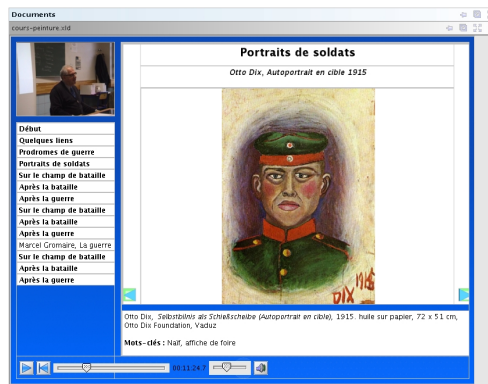 Documents
cours-peinture.xld
Portraits de soldats
Otto Dix, Autoportrait en cible 1915
Début
Quelques liens
Prodromes de guerre
Portraits de soldats
Sur le champ de bataille
Après la bataille
Après la guerre
Sur le champ de bataille
Après la bataille
Après la guerre
Marcel Gromaire, La guerre
Sur le champ de bataille
Après la bataille
Après la guerre
DIX 1915
Otto Dix, Selbstbilnis als Schießscheibe (Autoportrait en cible), 1915. huile sur papier, 72 x 51 cm,
Otto Dix Foundation, Vaduz
Mots-clés : Naïf, affiche de foire
00:11:24.7